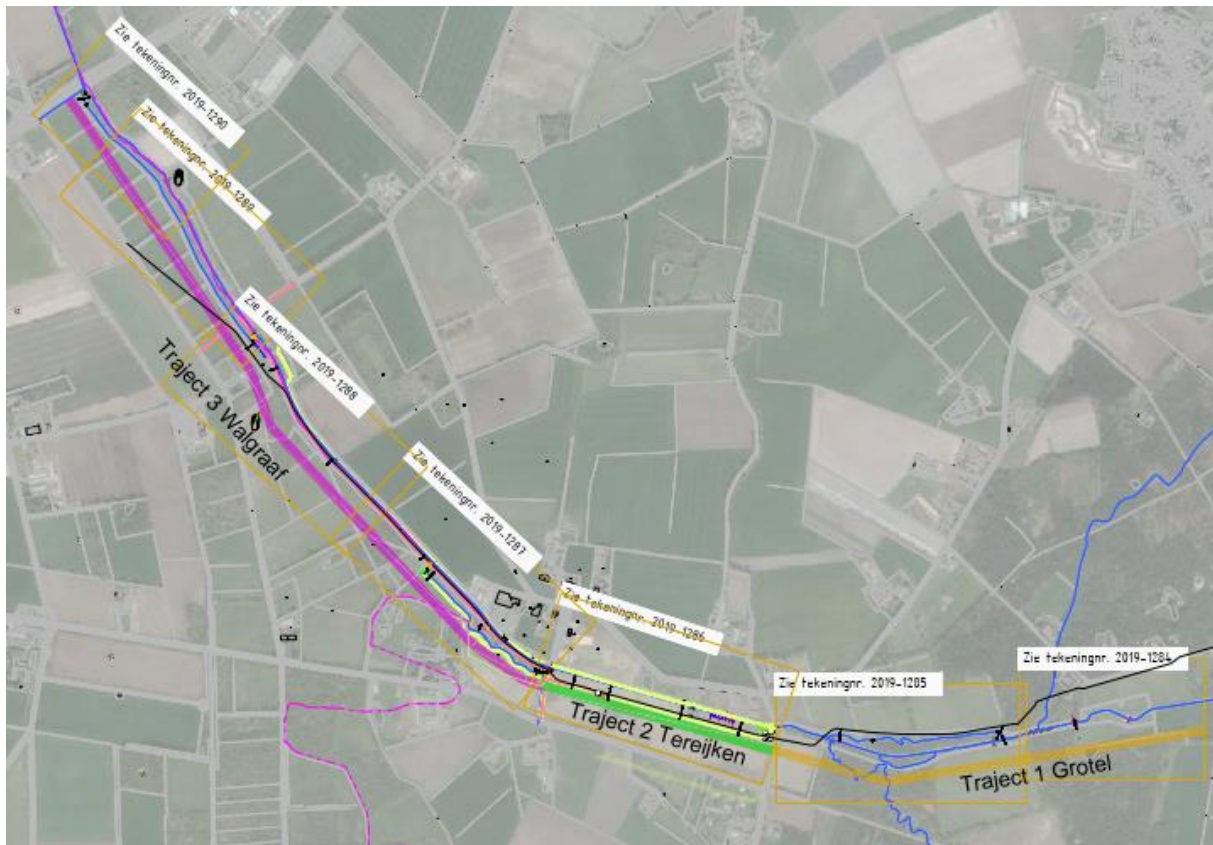 Zie tekeningnr. 2019-1290
Zie tekeningnr. 2019-1289
Zie tekeningnr. 2019-1288
Traject 3 Walgraaf
Zie tekeningnr. 2019-1287
Zie tekeningnr. 2019-1286
Zie tekeningnr. 2019-1284
Zie tekeningnr. 2019-1285
Traject 2 Tereijken
Traject 1 Grotel